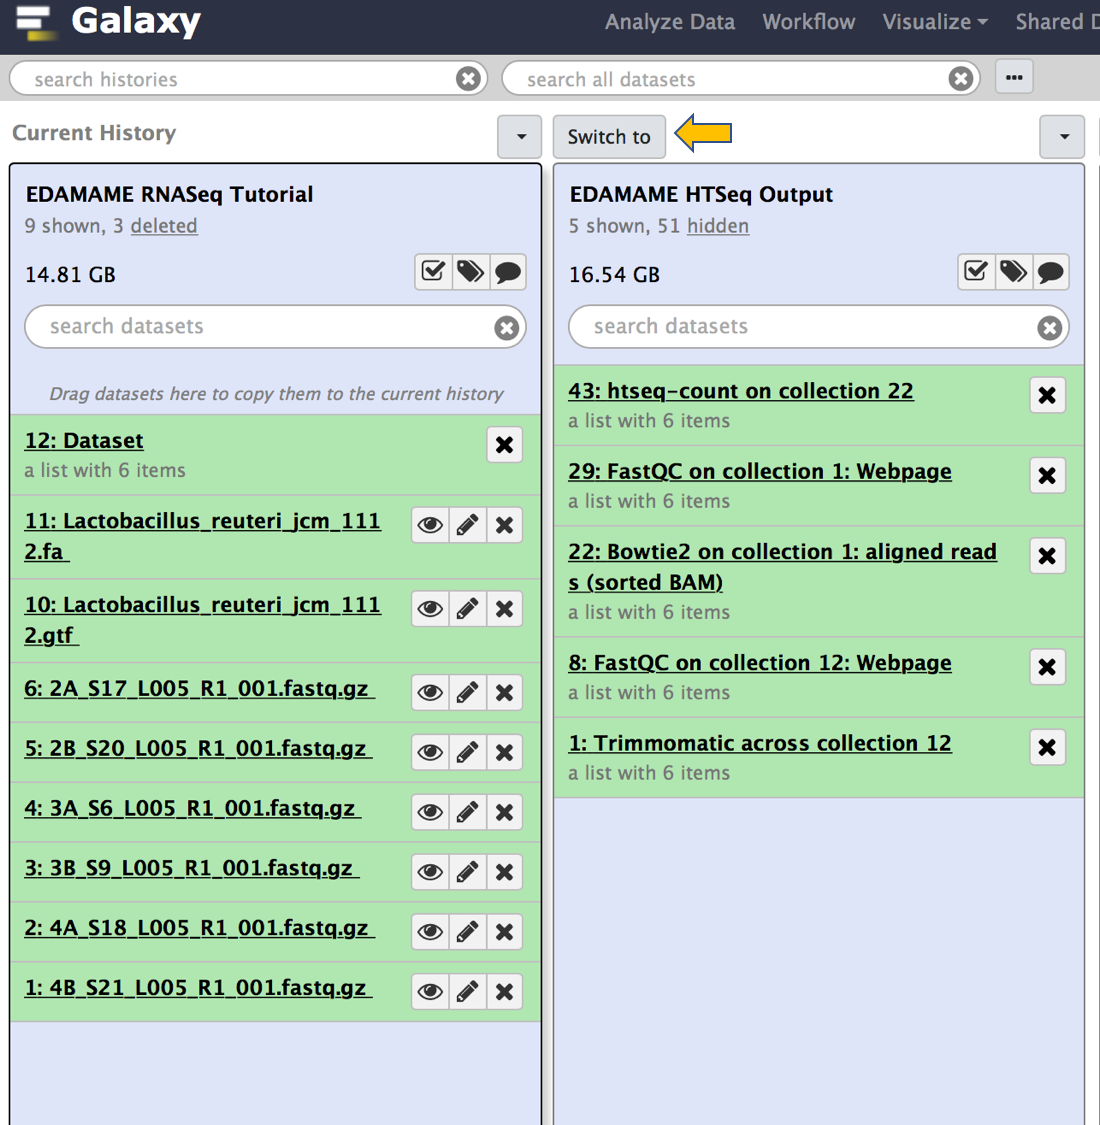 Galaxy
Analyze Data Workflow Visualize Shared D
search histories
search all datasets
Current History
Switch to
EDAMAME RNASeq Tutorial
9 shown, 3 deleted
14.81 GB
search datasets
Drag datasets here to copy them to the current history
12: Dataset
a list with 6 items
11: Lactobacillus_reuteri_jcm_111
2.fa
10: Lactobacillus_reuteri_jcm_111
2.gtf
6: 2A_S17_L005_R1_001.fastq.gz
5: 2B_S20_L005_R1_001.fastq.gz
4: 3A_S6_L005_R1_001.fastq.gz
3: 3B_S9_L005_R1_001.fastq.gz
2: 4A_S18_L005_R1_001.fastq.gz
1: 4B_S21_L005_R1_001.fastq.gz
EDAMAME HTSeq Output
5 shown, 51 hidden
16.54 GB
search datasets
43: htseq-count on collection 22
a list with 6 items
29: FastQC on collection 1: Webpage
a list with 6 items
22: Bowtie2 on collection 1: aligned read
s (sorted BAM)
a list with 6 items
8: FastQC on collection 12: Webpage
a list with 6 items
1: Trimmomatic across collection 12
a list with 6 items